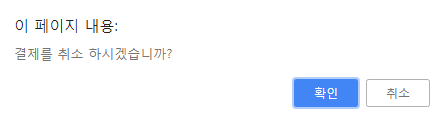 이 페이지 내용:
결제를 취소 하시겠습니까?
확인 취소